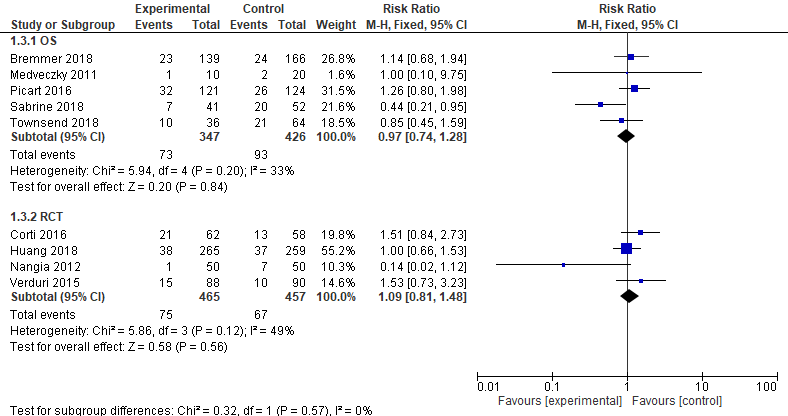 Experimental Control Risk Ratio Risk Ratio
Study or Subgroup Events Total Events Total Weight M-H, Fixed, 95% CI M-H, Fixed, 95% CI
1.3.1 OS
Bremmer 2018 23 139 24 166 26.8% 1.14 [0.68, 1.94]
Medveczky 2011 1 10 2 20 1.6% 1.00 [0.10, 9.75]
Picart 2016 32 121 26 124 31.5% 1.26 [0.80, 1.98]
Sabrine 2018 7 41 20 52 21.6% 0.44 [0.21, 0.95]
Townsend 2018 10 36 21 64 18.5% 0.85 [0.45, 1.59]
Subtotal (95% CI) 347 426 100.0% 0.97 [0.74, 1.28]
Total events 73 93
Heterogeneity: Chi² = 5.94, df = 4 (P = 0.20); I² = 33%
Test for overall effect: Z = 0.20 (P = 0.84)
1.3.2 RCT
Corti 2016 21 62 13 58 19.8% 1.51 [0.84, 2.73]
Huang 2018 38 265 37 259 55.2% 1.00 [0.66, 1.53]
Nangia 2012 1 50 7 50 10.3% 0.14 [0.02, 1.12]
Verduri 2015 15 88 10 90 14.6% 1.53 [0.73, 3.23]
Subtotal (95% CI) 465 457 100.0% 1.09 [0.81, 1.48]
Total events 75 67
Heterogeneity: Chi² = 5.86, df = 3 (P = 0.12); I² = 49%
Test for overall effect: Z = 0.58 (P = 0.56)
0.01 0.1 1 10 100
Favours [experimental] Favours [control]
Test for subgroup differences: Chi² = 0.32, df = 1 (P = 0.57), I² = 0%